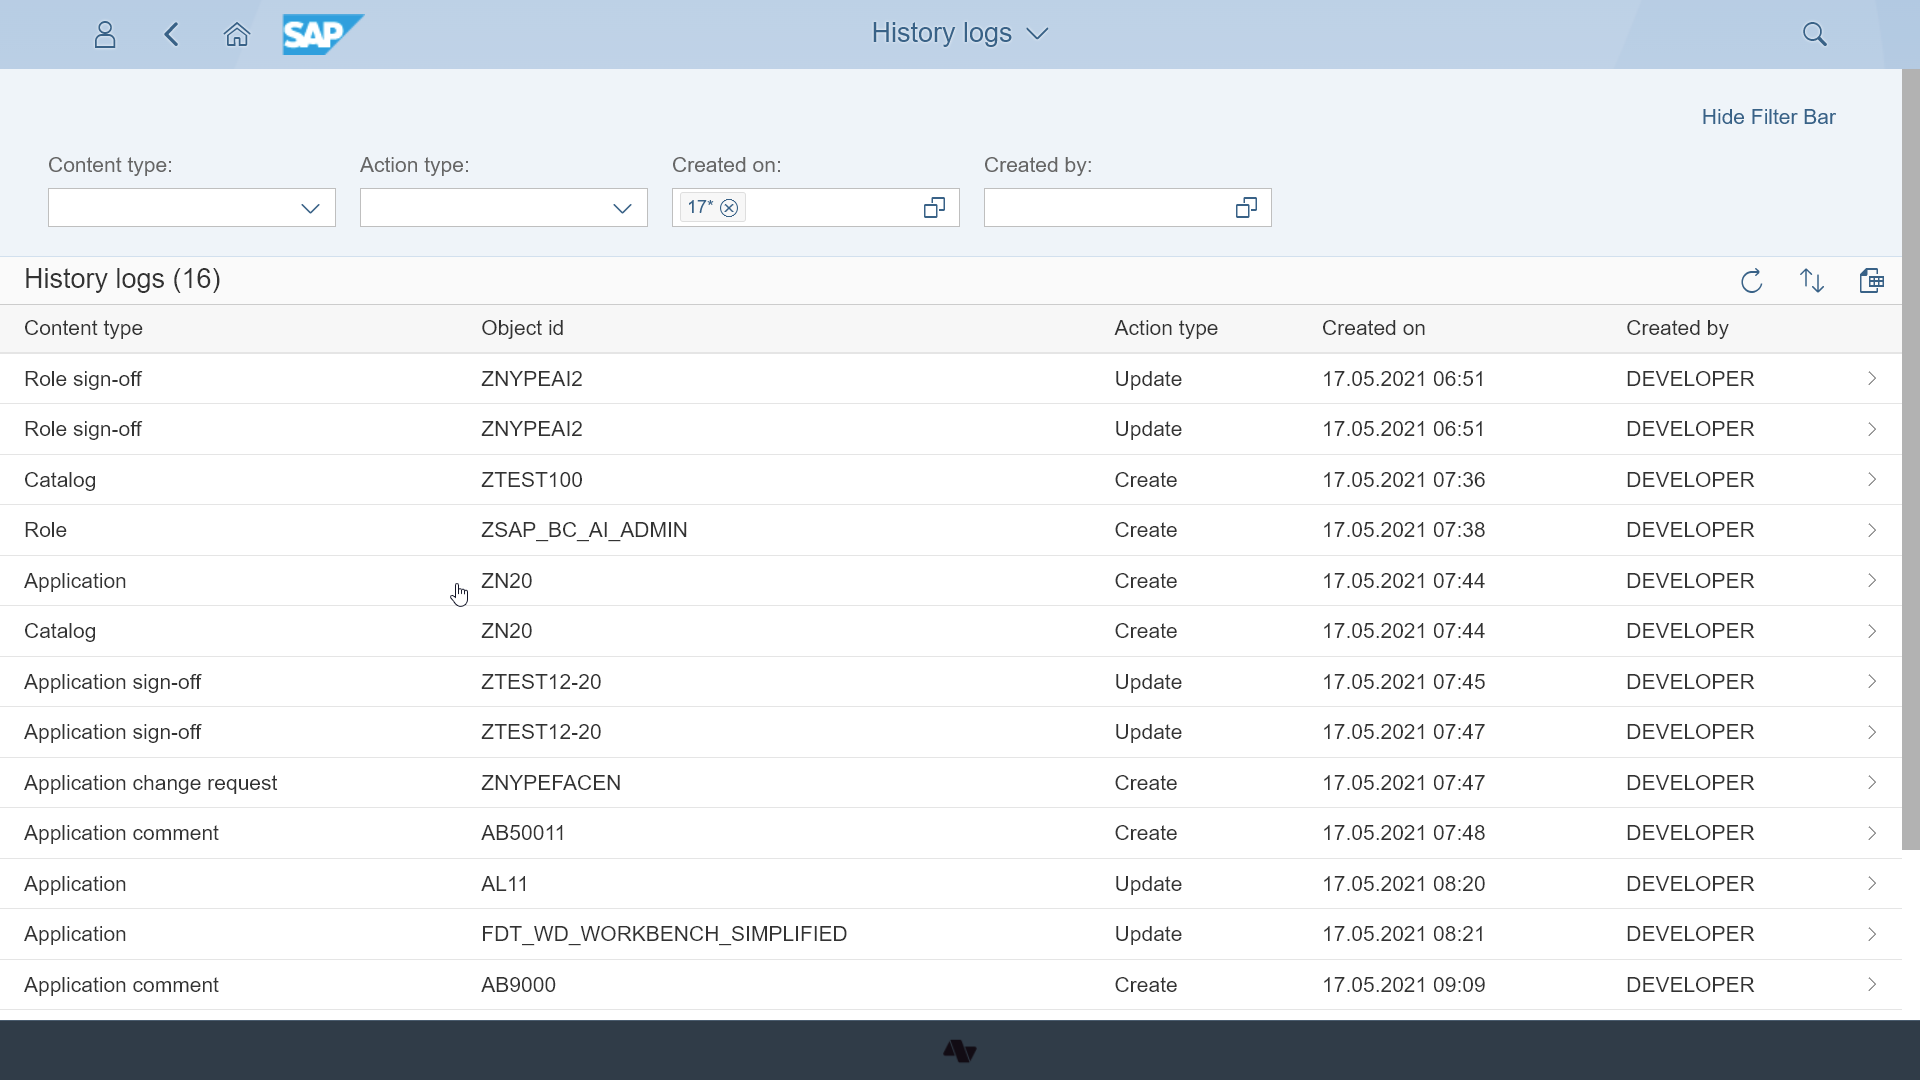 SAP
History logs
Hide Filter Bar
Content type: Action type: Created on: Created by:
17*
History logs (16)
Content type Object id Action type Created on Created by
Role sign-off ZNYPEAI2 Update 17.05.2021 06:51 DEVELOPER
Role sign-off ZNYPEAI2 Update 17.05.2021 06:51 DEVELOPER
Catalog ZTEST100 Create 17.05.2021 07:36 DEVELOPER
Role ZSAP_BC_AI_ADMIN Create 17.05.2021 07:38 DEVELOPER
Application ZN20 Create 17.05.2021 07:44 DEVELOPER
Catalog ZN20 Create 17.05.2021 07:44 DEVELOPER
Application sign-off ZTEST12-20 Update 17.05.2021 07:45 DEVELOPER
Application sign-off ZTEST12-20 Update 17.05.2021 07:47 DEVELOPER
Application change request ZNYPEFACEN Create 17.05.2021 07:47 DEVELOPER
Application comment AB50011 Create 17.05.2021 07:48 DEVELOPER
Application AL11 Update 17.05.2021 08:20 DEVELOPER
Application FDT_WD_WORKBENCH_SIMPLIFIED Update 17.05.2021 08:21 DEVELOPER
Application comment AB9000 Create 17.05.2021 09:09 DEVELOPER